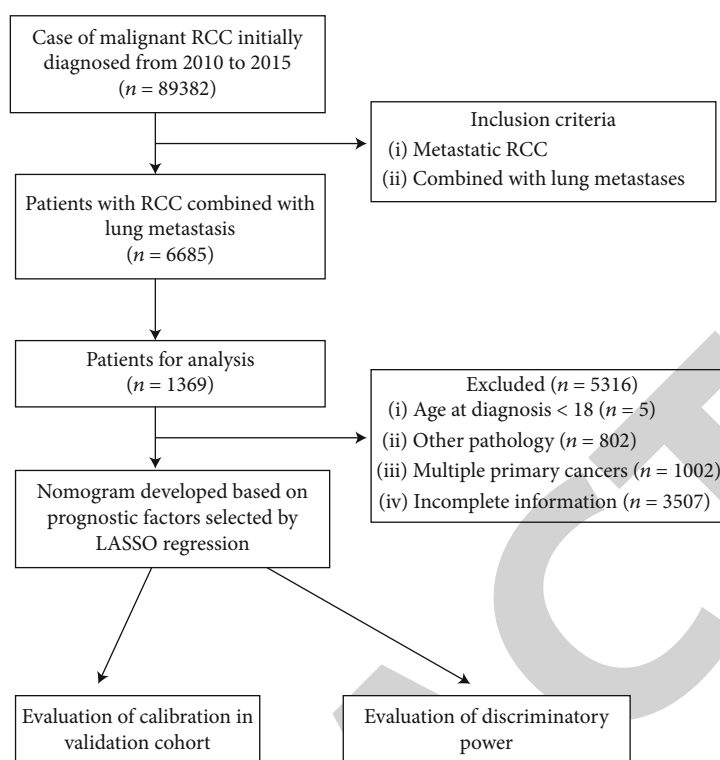 Case of malignant RCC initially
diagnosed from 2010 to 2015
(n = 89382)
Inclusion criteria
(i) Metastatic RCC
(ii) Combined with lung metastases
Patients with RCC combined with
lung metastasis
(n = 6685)
Patients for analysis
(n = 1369)
Excluded (n = 5316)
(i) Age at diagnosis < 18 (n = 5)
(ii) Other pathology (n = 802)
(iii) Multiple primary cancers (n = 1002)
(iv) Incomplete information (n = 3507)
Nomogram developed based on
prognostic factors selected by
LASSO regression
Evaluation of calibration in
validation cohort
Evaluation of discriminatory
power